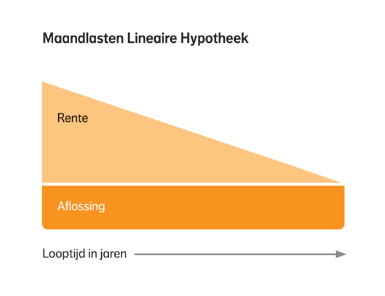 Maandlasten Lineaire Hypotheek
Rente
Aflossing
Looptijd in jaren